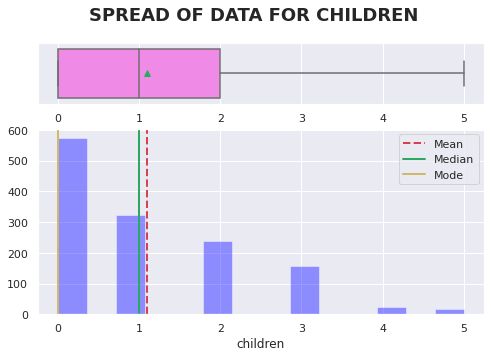 SPREAD OF DATA FOR CHILDREN
0 1 2 3 4 5
600
500
400
300
200
100
0
Mean
Median
Mode
0 1 2 3 4 5
children